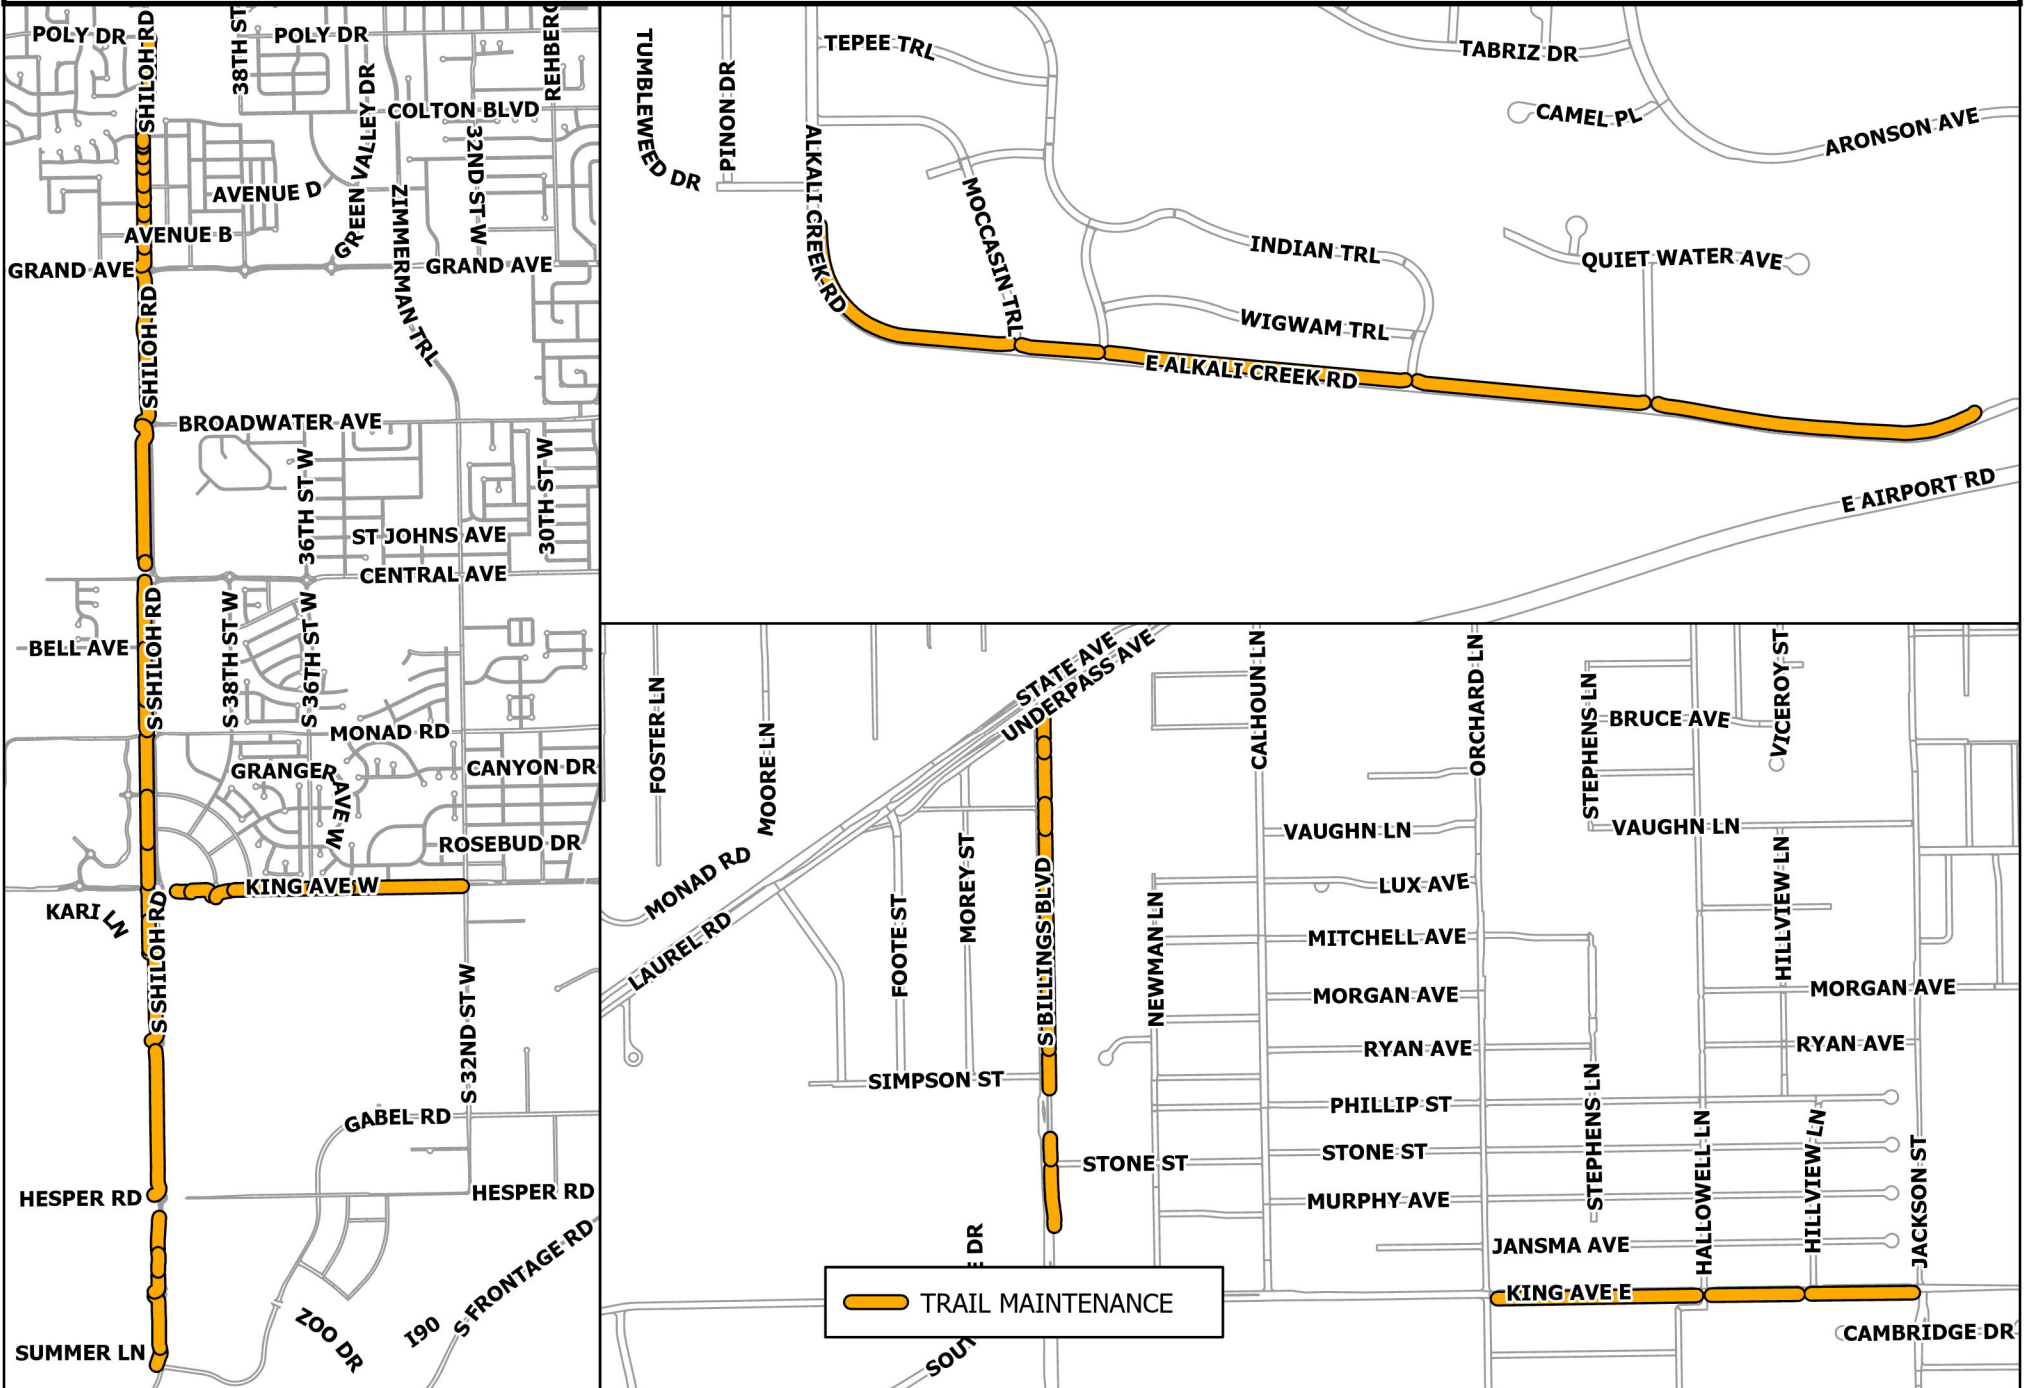 POLY DR
SHILOH RD
38TH ST
POLY DR
REHBERG
GREEN VALLEY DR
COLTON BLVD
32ND ST W
AVENUE D
ZIMMERMAN TRL
AVENUE B
GRAND AVE
GRAND AVE
SHILOH RD
BROADWATER AVE
36TH ST W
30TH ST W
ST JOHNS AVE
CENTRAL AVE
S SHILOH RD
S 38TH ST W
S 36TH ST W
BELL AVE
MONAD RD
GRANGER AVE W
CANYON DR
ROSEBUD DR
KING AVE W
KARI LN
S SHILOH RD
S 32ND ST W
GABEL RD
HESPER RD
HESPER RD
S FRONTAGE RD
I90
ZOO DR
SUMMER LN
TUMBLEWEED DR
PINON DR
TEPEE TRL
ALKALI CREEK RD
MOCCASIN TRL
TABRIZ DR
CAMEL PL
ARONSON AVE
INDIAN TRL
QUIET WATER AVE
WIGWAM TRL
E ALKALI CREEK RD
E AIRPORT RD
STATE AVE
UNDERPASS AVE
FOSTER LN
MOORE LN
CALHOUN LN
ORCHARD LN
STEPHENS LN
BRUCE AVE
VICEROY ST
VAUGHN LN
VAUGHN LN
MONAD RD
LAUREL RD
FOOTE ST
MOREY ST
S BILLINGS BLVD
NEWMAN LN
LUX AVE
MITCHELL AVE
HILLVIEW LN
MORGAN AVE
MORGAN AVE
RYAN AVE
RYAN AVE
SIMPSON ST
PHILLIP ST
STEPHENS LN
HALLOWELL LN
HILLVIEW LN
JACKSON ST
STONE ST
STONE ST
MURPHY AVE
JANSMA AVE
KING AVE E
CAMBRIDGE DR
E DR
SOUT
TRAIL MAINTENANCE